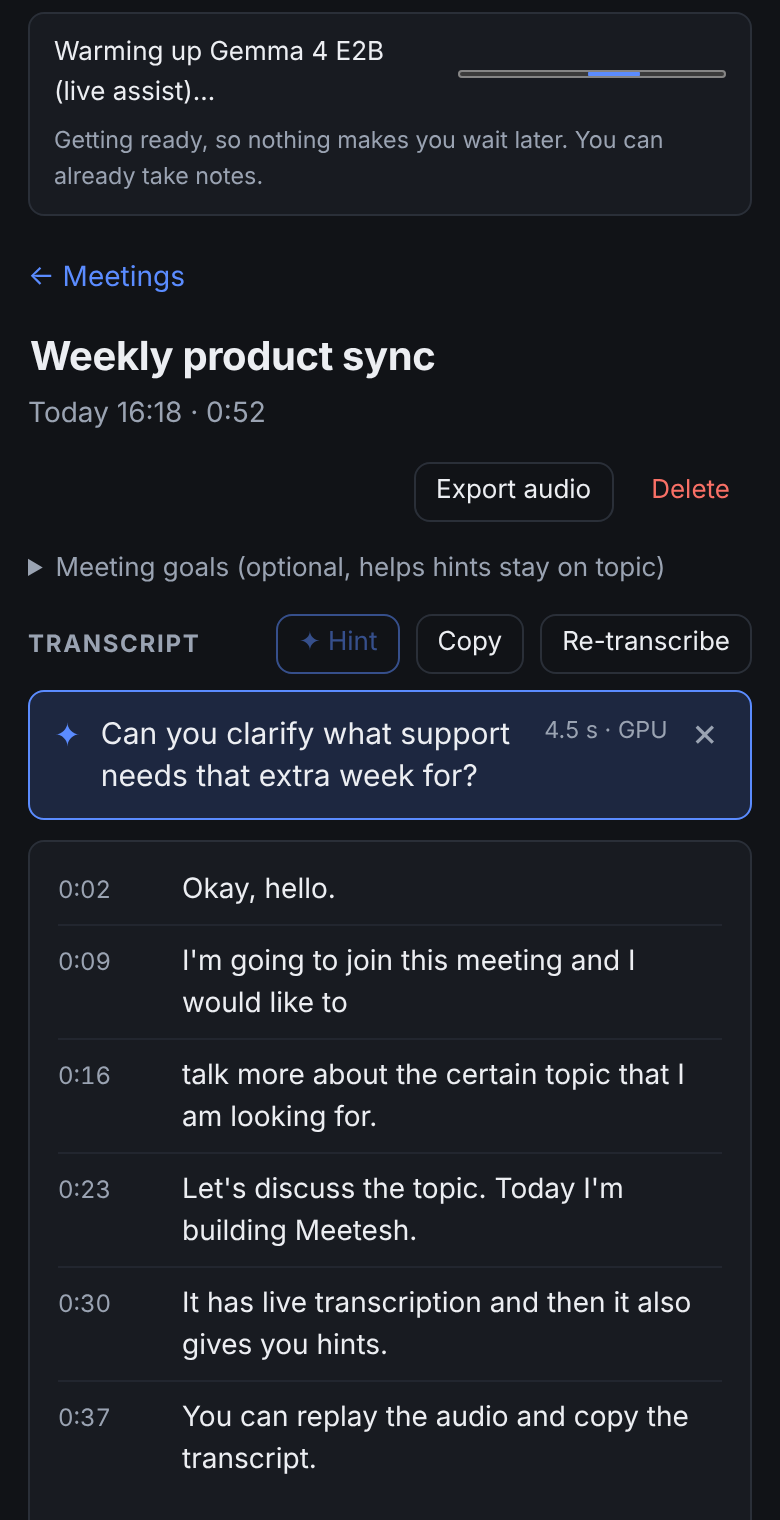 Warming up Gemma 4 E2B
(live assist)...
Getting ready, so nothing makes you wait later. You can
already take notes.
← Meetings
Weekly product sync
Today 16:18 · 0:52
Export audio
Delete
▶ Meeting goals (optional, helps hints stay on topic)
TRANSCRIPT
✦ Hint
Copy
Re-transcribe
✦ Can you clarify what support
needs that extra week for?
4.5 s · GPU
✕
0:02 Okay, hello.
0:09 I'm going to join this meeting and I
would like to
0:16 talk more about the certain topic that I
am looking for.
0:23 Let's discuss the topic. Today I'm
building Meetesh.
0:30 It has live transcription and then it also
gives you hints.
0:37 You can replay the audio and copy the
transcript.